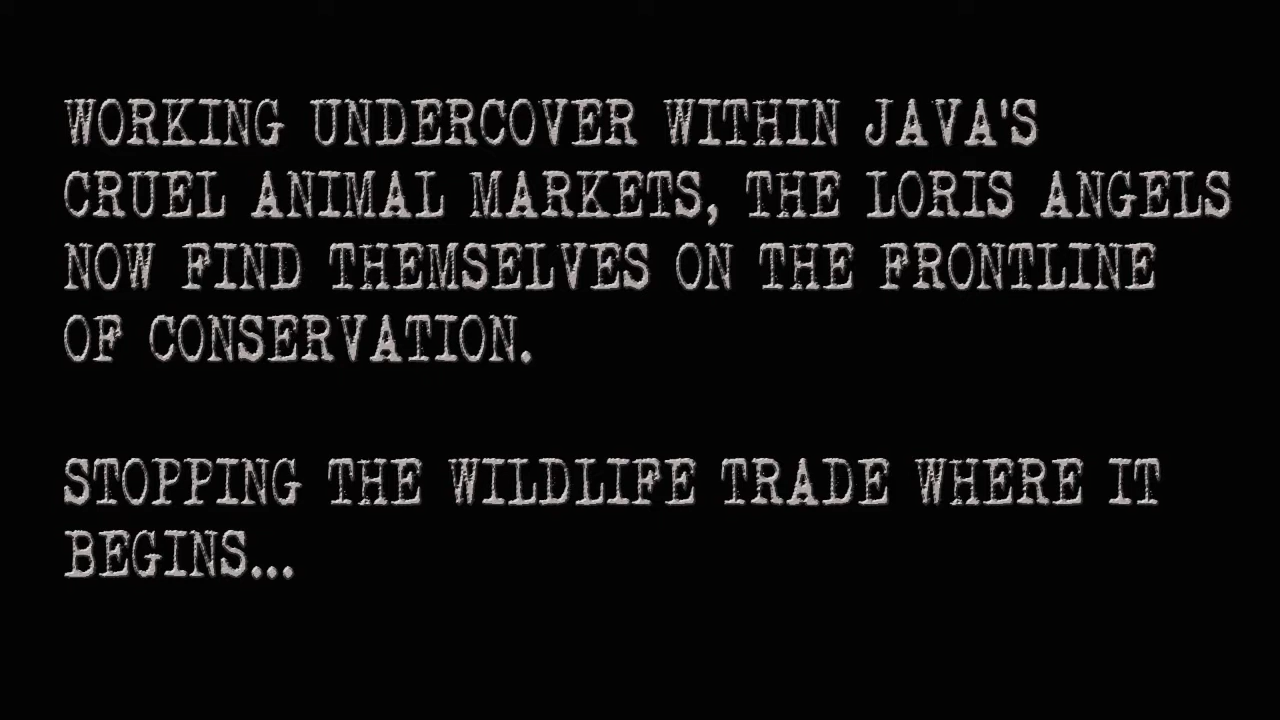 WORKING UNDERCOVER WITHIN JAVA'S
CRUEL ANIMAL MARKETS, THE LORIS ANGELS
NOW FIND THEMSELVES ON THE FRONTLINE
OF CONSERVATION.
STOPPING THE WILDLIFE TRADE WHERE IT
BEGINS...